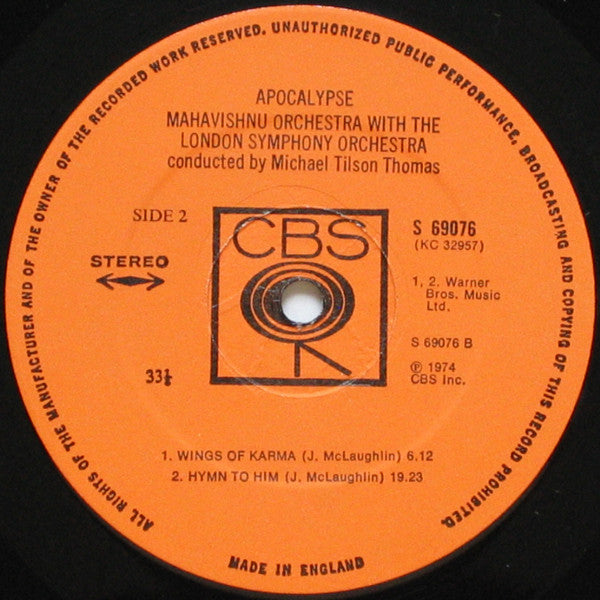 ALL RIGHTS OF THE MANUFACTURER AND OF THE OWNER OF THE RECORDED WORK RESERVED. UNAUTHORIZED PUBLIC PERFORMANCE, BROADCASTING AND COPYING OF THIS RECORD PROHIBITED.
APOCALYPSE
MAHAVISHNU ORCHESTRA WITH THE
LONDON SYMPHONY ORCHESTRA
conducted by Michael Tilson Thomas
SIDE 2
STEREO
33⅓
CBS
S 69076
(KC 32957)
1, 2. Warner
Bros. Music
Ltd.
S 69076 B
℗ 1974
CBS Inc.
1. WINGS OF KARMA (J. McLaughlin) 6.12
2. HYMN TO HIM (J. McLaughlin) 19.23
MADE IN ENGLAND